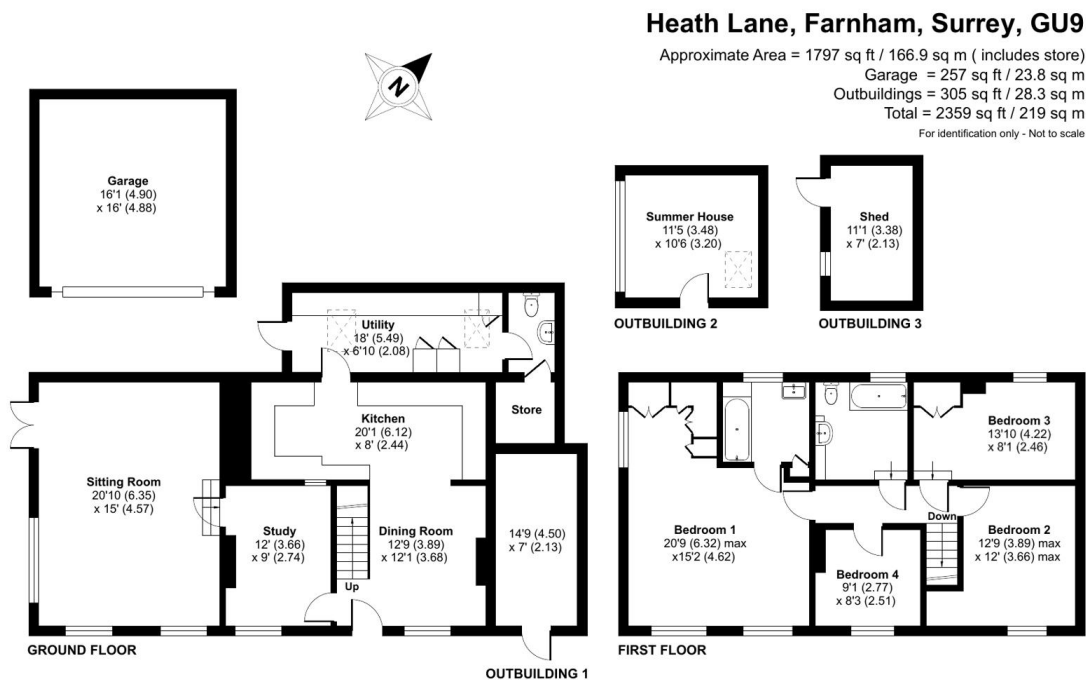 Heath Lane, Farnham, Surrey, GU9
Approximate Area = 1797 sq ft / 166.9 sq m ( includes store)
Garage = 257 sq ft / 23.8 sq m
Outbuildings = 305 sq ft / 28.3 sq m
Total = 2359 sq ft / 219 sq m
For identification only - Not to scale
N
Garage
16'1 (4.90)
x 16' (4.88)
Summer House
11'5 (3.48)
x 10'6 (3.20)
OUTBUILDING 2
Shed
11'1 (3.38)
x 7' (2.13)
OUTBUILDING 3
Utility
18' (5.49)
x 6'10 (2.08)
Store
Kitchen
20'1 (6.12)
x 8' (2.44)
Sitting Room
20'10 (6.35)
x 15' (4.57)
Study
12' (3.66)
x 9' (2.74)
Up
Dining Room
12'9 (3.89)
x 12'1 (3.68)
14'9 (4.50)
x 7' (2.13)
GROUND FLOOR
OUTBUILDING 1
Bedroom 3
13'10 (4.22)
x 8'1 (2.46)
Bedroom 1
20'9 (6.32) max
x15'2 (4.62)
Down
Bedroom 2
12'9 (3.89) max
x 12' (3.66) max
Bedroom 4
9'1 (2.77)
x 8'3 (2.51)
FIRST FLOOR